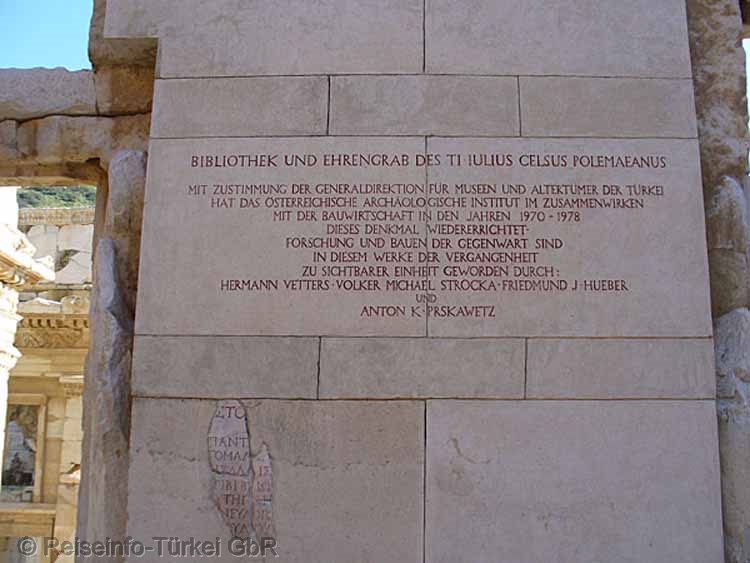 BIBLIOTHEK UND EHRENGRAB DES TI IULIUS CELSUS POLEMAEANUS
MIT ZUSTIMMUNG DER GENERALDIREKTION FÜR MUSEEN UND ALTERTÜMER DER TÜRKEI
HAT DAS ÖSTERREICHISCHE ARCHÄOLOGISCHE INSTITUT IM ZUSAMMENWIRKEN
MIT DER BAUWIRTSCHAFT IN DEN JAHREN 1970 - 1978
DIESES DENKMAL WIEDERERRICHTET·
FORSCHUNG UND BAUEN DER GEGENWART SIND
IN DIESEM WERKE DER VERGANGENHEIT
ZU SICHTBARER EINHEIT GEWORDEN DURCH:
HERMANN VETTERS · VOLKER MICHAEL STROCKA · FRIEDMUND J · HUEBER
UND
ANTON K · PRSKAWETZ
ΣΤΟ
© Reiseinfo-Türkei GbR